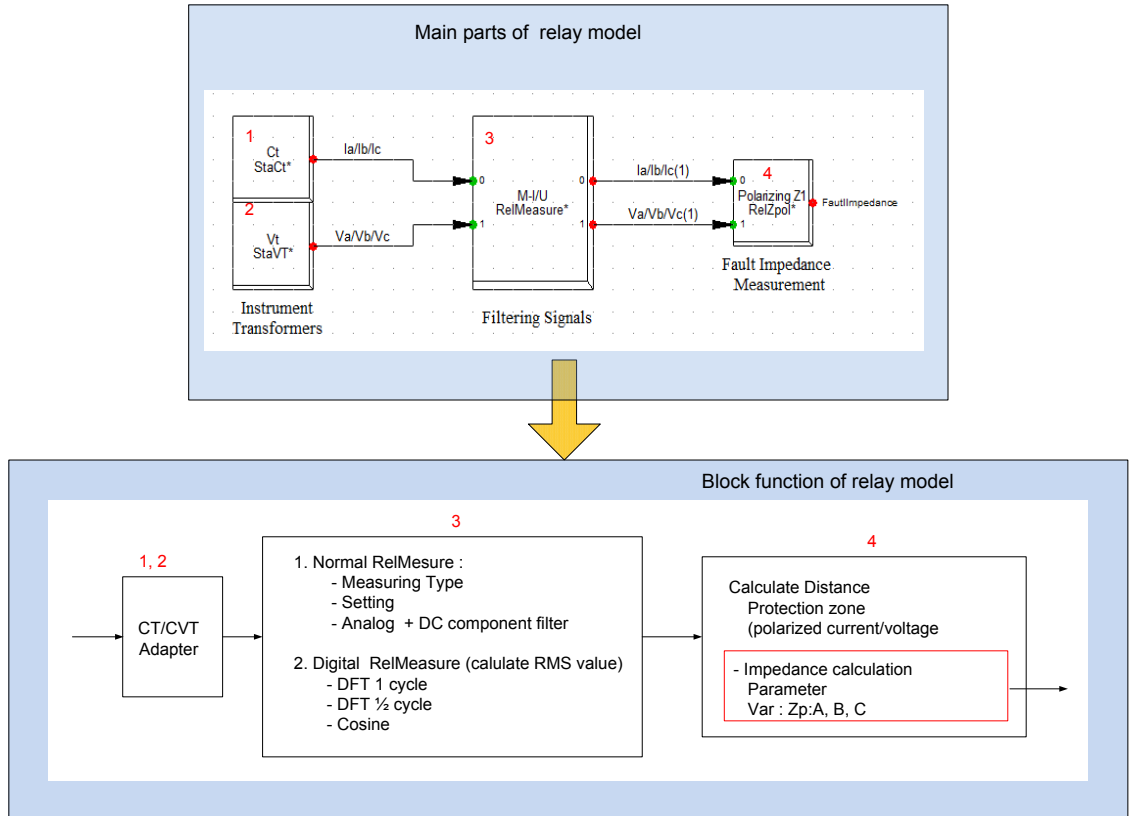 Main parts of relay model
1
Ct
StaCt*
Ia/Ib/Ic
2
Vt
StaVT*
Va/Vb/Vc
3
0
0
M-I/U
RelMeasure*
1
1
Ia/Ib/Ic(1)
Va/Vb/Vc(1)
4
0
Polarizing Z1
RelZpol*
1
FautlImpedance
Instrument
Transformers
Filtering Signals
Fault Impedance
Measurement
Block function of relay model
1, 2
CT/CVT
Adapter
3
1. Normal RelMesure :
- Measuring Type
- Setting
- Analog + DC component filter
2. Digital RelMeasure (calulate RMS value)
- DFT 1 cycle
- DFT ½ cycle
- Cosine
4
Calculate Distance
Protection zone
(polarized current/voltage
- Impedance calculation
Parameter
Var : Zp:A, B, C